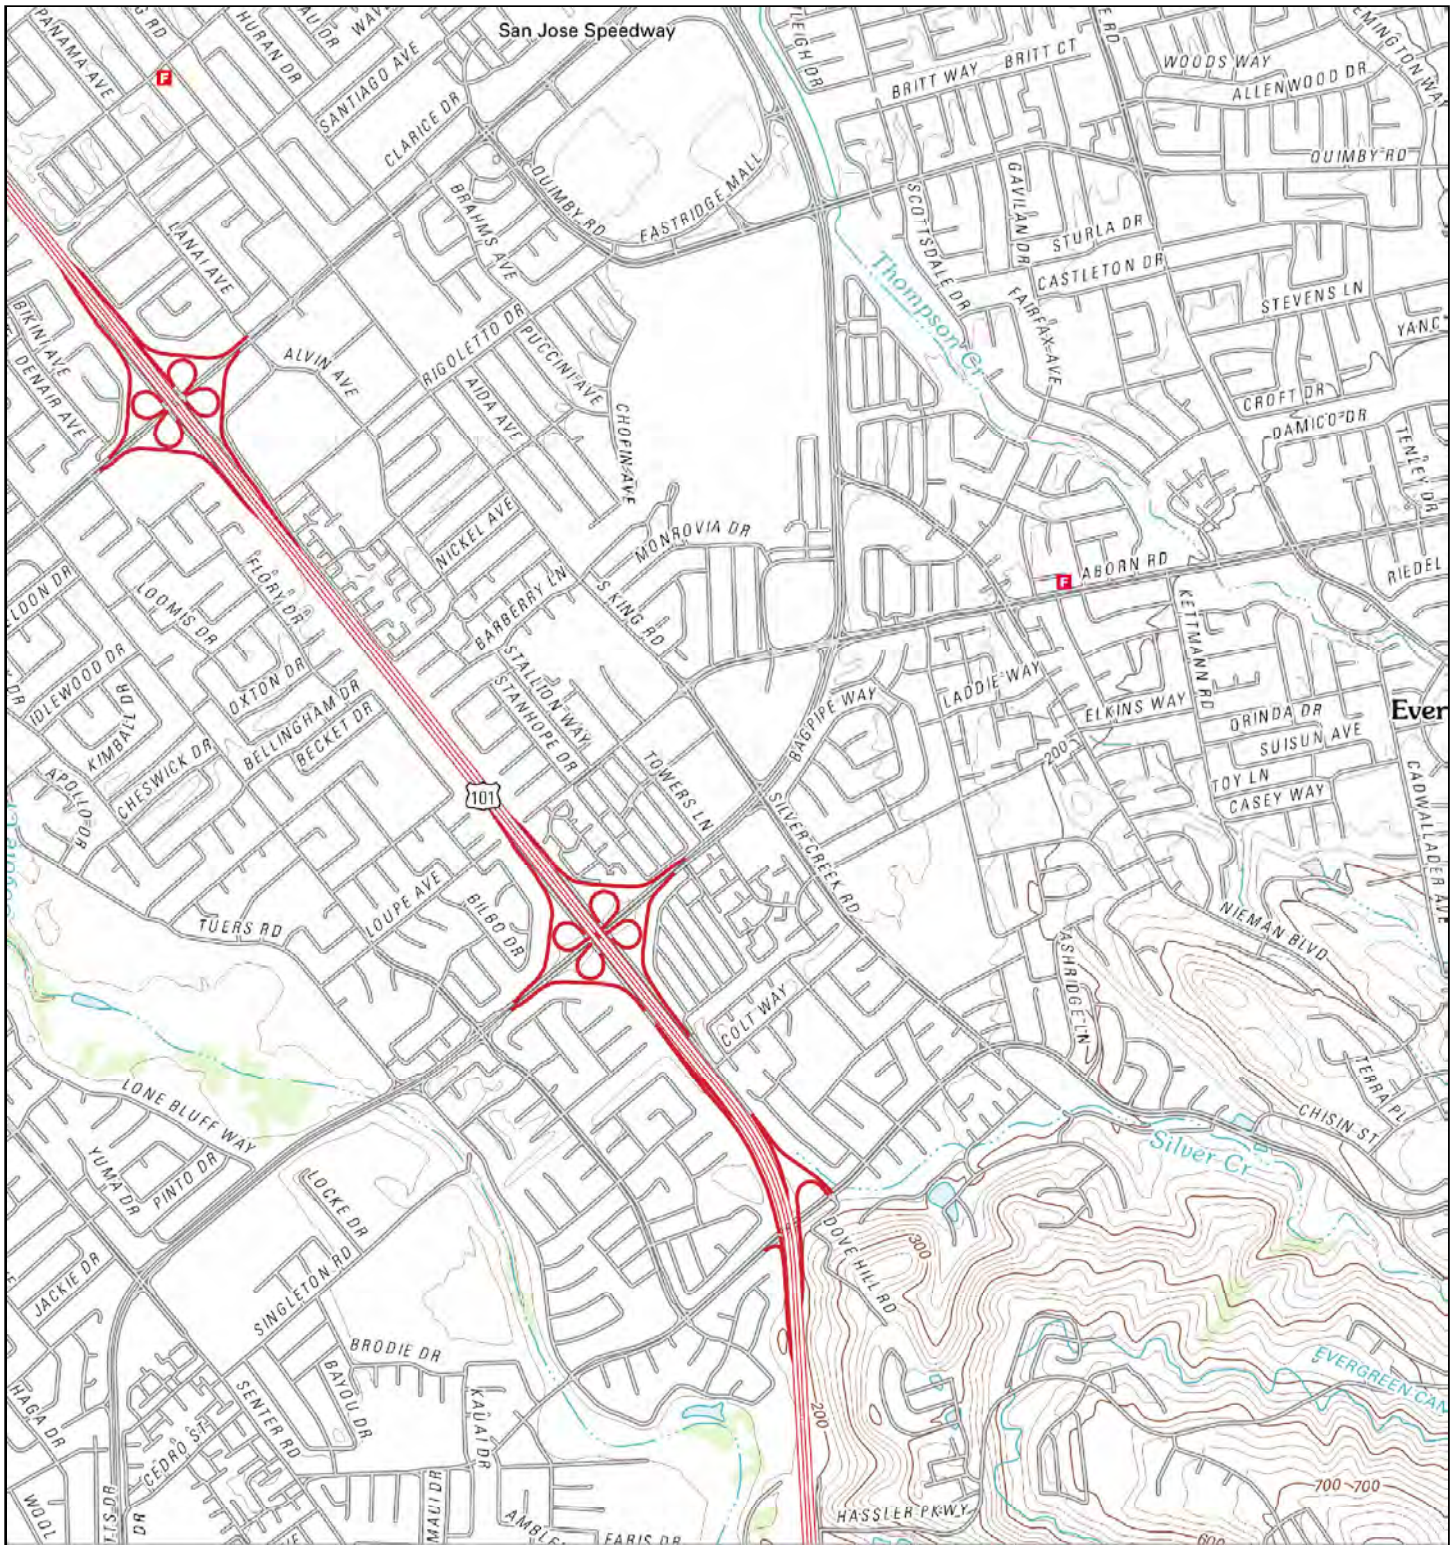 PANAMA AVE
HURAN DR
SANTIAGO AVE
CLARICE DR
San Jose Speedway
BRITT WAY
BRITT CT
WOODS WAY
ALLENWOOD DR
F
QUIMBY RD
EASTRIDGE MALL
QUIMBY RD
BRAHMS AVE
LANAI AVE
SCOTTSDALE DR
GAVILAN DR
STURLA DR
CASTLETON DR
Thompson Cr
FAIRFAX AVE
STEVENS LN
BIKINI AVE
DENAIR AVE
ALVIN AVE
RIGOLETTO DR
PUCCINI AVE
AIDA AVE
CHOPIN AVE
CROFT DR
DAMICO DR
TENLEY DR
NICKEL AVE
MONROVIA DR
BARBERRY LN
S KING RD
F
ABORN RD
RIEDEL
LOOMIS DR
FLORY DR
KETTMANN RD
IDLEWOOD DR
KIMBALL DR
OXTON DR
BELLINGHAM DR
BECKET DR
CHESWICK DR
APOLLO DR
STALLION WAY
STANHOPE DR
TOWERS LN
BAGPIPE WAY
LADDIE WAY
ELKINS WAY
ORINDA DR
SUISUN AVE
TOY LN
CASEY WAY
CADWALLADER AVE
200
101
SILVER CREEK RD
TUERS RD
LOUPE AVE
BILBO DR
NIEMAN BLVD
ASHRIDGE LN
COLT WAY
LONE BLUFF WAY
YUMA DR
PINTO DR
TERRA PL
CHISIN ST
Silver Cr
LOCKE DR
SINGLETON RD
JACKIE DR
DOVE HILL RD
300
BRODIE DR
BAYOU DR
KAUAI DR
SENTER RD
CEDRO ST
HAGA DR
200
EVERGREEN CAN
700
700
HASSLER PKWY
MAUI DR
FARIS DR
WOOL
600